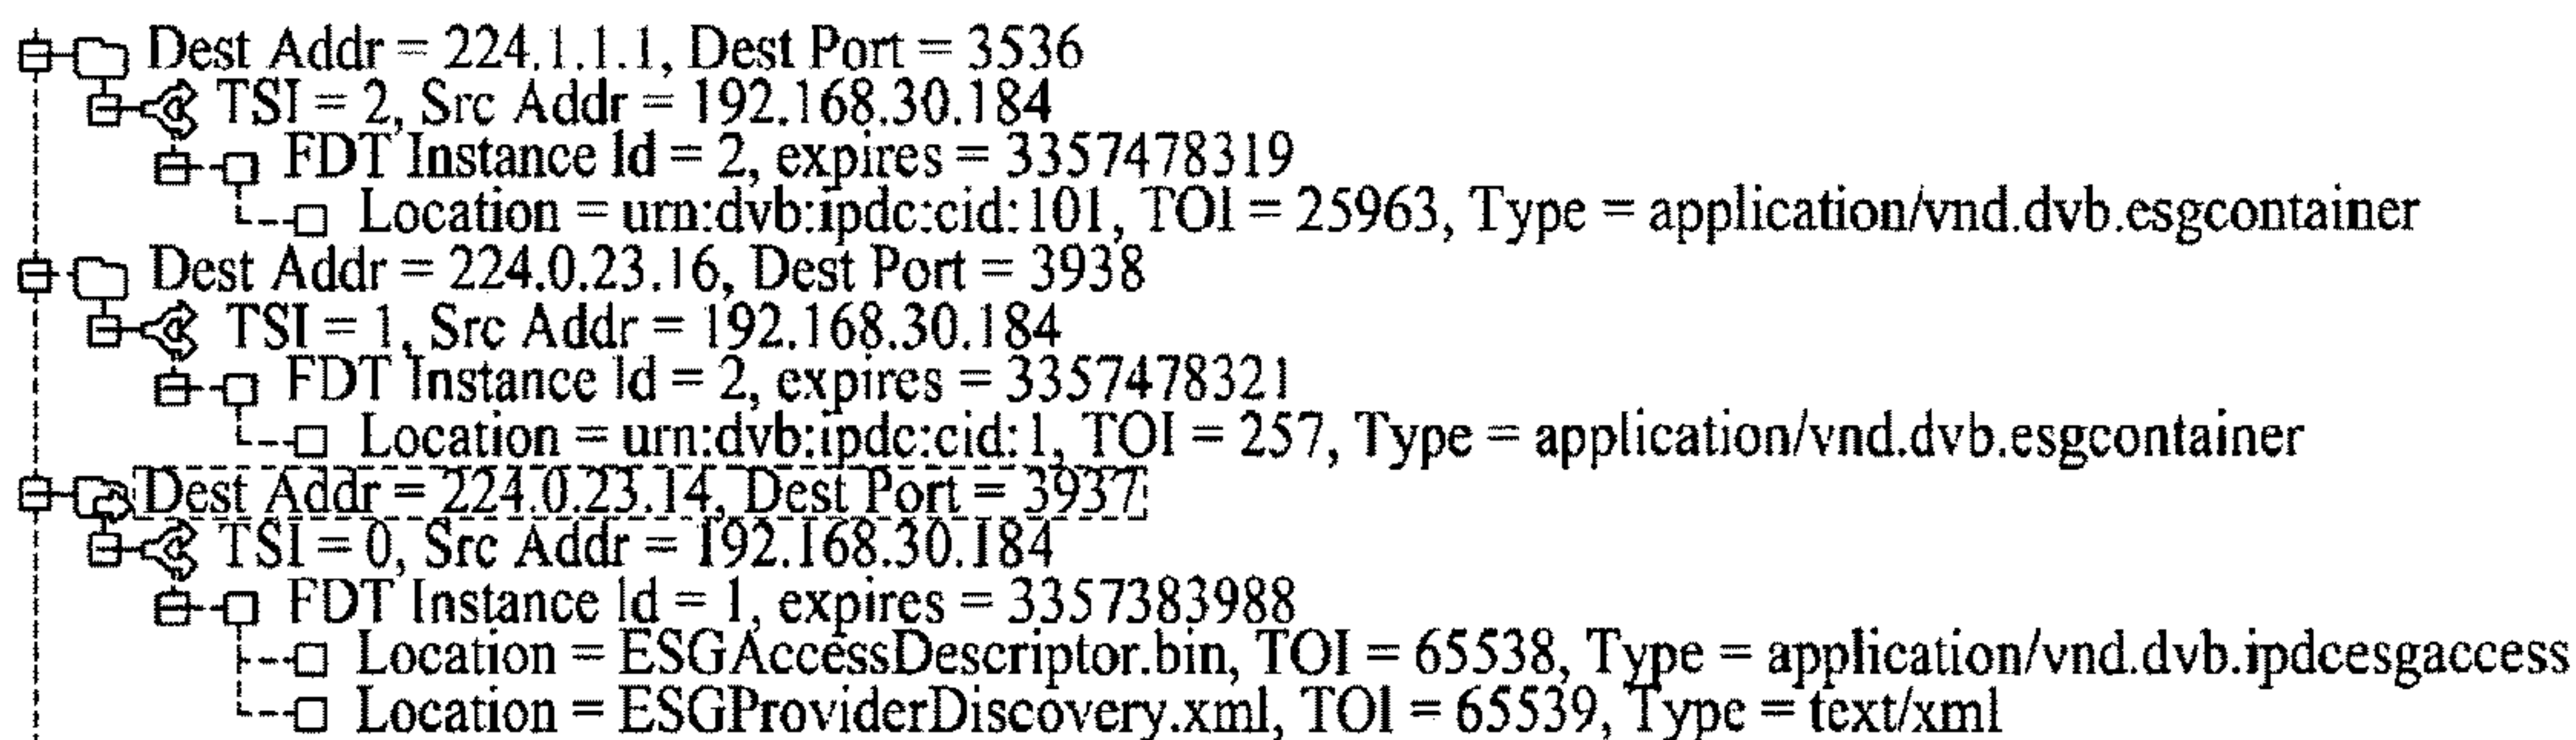 Dest Addr = 224.1.1.1, Dest Port = 3536
TSI = 2, Src Addr = 192.168.30.184
FDT Instance Id = 2, expires = 3357478319
Location = urn:dvb:ipdc:cid:101, TOI = 25963, Type = application/vnd.dvb.esgcontainer
Dest Addr = 224.0.23.16, Dest Port = 3938
TSI = 1, Src Addr = 192.168.30.184
FDT Instance Id = 2, expires = 3357478321
Location = urn:dvb:ipdc:cid:1, TOI = 257, Type = application/vnd.dvb.esgcontainer
Dest Addr = 224.0.23.14, Dest Port = 3937
TSI = 0, Src Addr = 192.168.30.184
FDT Instance Id = 1, expires = 3357383988
Location = ESGAccessDescriptor.bin, TOI = 65538, Type = application/vnd.dvb.ipdcesgaccess
Location = ESGProviderDiscovery.xml, TOI = 65539, Type = text/xml